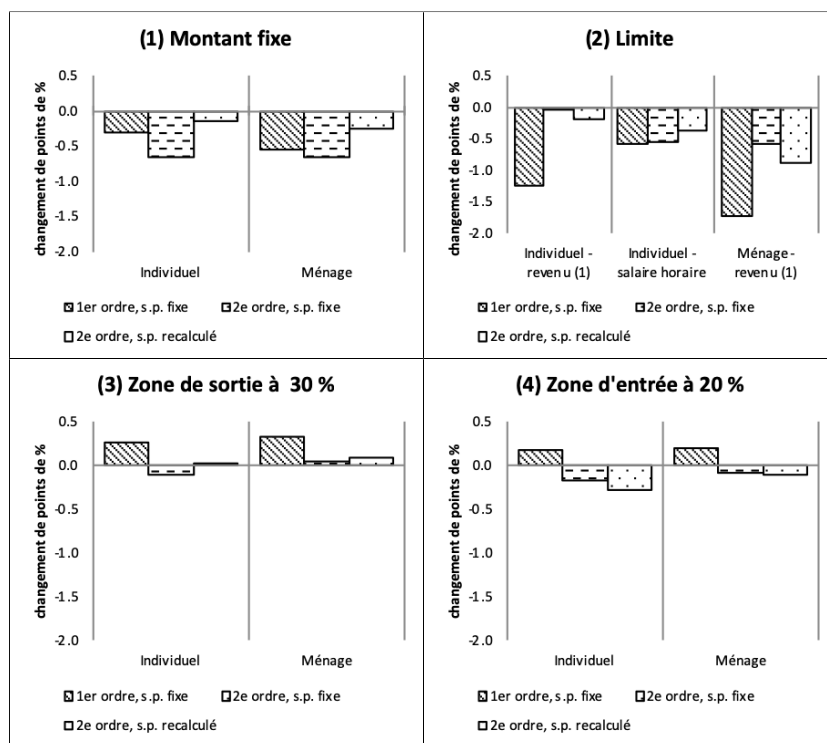 (1) Montant fixe
changement de points de %
0.5
0.0
-0.5
-1.0
-1.5
-2.0
Individuel
Ménage
1er ordre, s.p. fixe
2e ordre, s.p. fixe
2e ordre, s.p. recalculé
(2) Limite
changement de points de %
0.5
0.0
-0.5
-1.0
-1.5
-2.0
Individuel -
revenu (1)
Individuel -
salaire horaire
Ménage -
revenu (1)
1er ordre, s.p. fixe
2e ordre, s.p. fixe
2e ordre, s.p. recalculé
(3) Zone de sortie à 30 %
changement de points de %
0.5
0.0
-0.5
-1.0
-1.5
-2.0
Individuel
Ménage
1er ordre, s.p. fixe
2e ordre, s.p. fixe
2e ordre, s.p. recalculé
(4) Zone d'entrée à 20 %
changement de points de %
0.5
0.0
-0.5
-1.0
-1.5
-2.0
Individuel
Ménage
1er ordre, s.p. fixe
2e ordre, s.p. fixe
2e ordre, s.p. recalculé